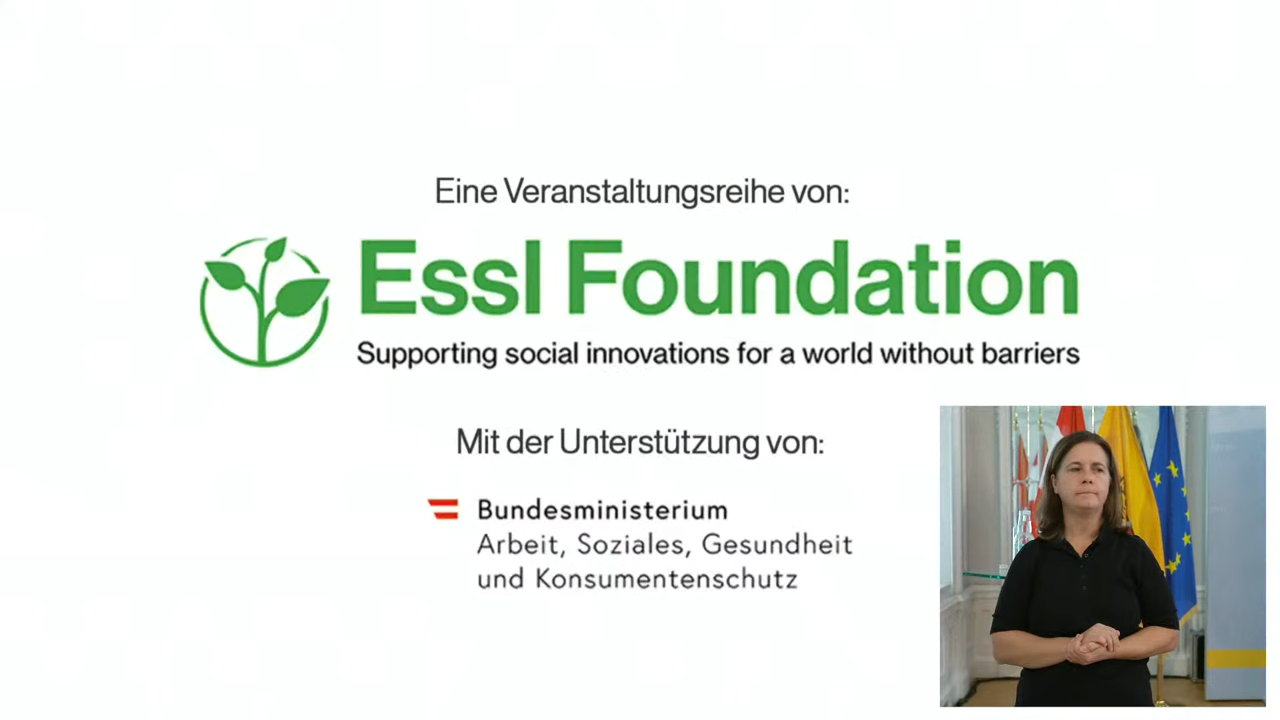 Eine Veranstaltungsreihe von:
Essl Foundation
Supporting social innovations for a world without barriers
Mit der Unterstützung von:
Bundesministerium
Arbeit, Soziales, Gesundheit
und Konsumentenschutz